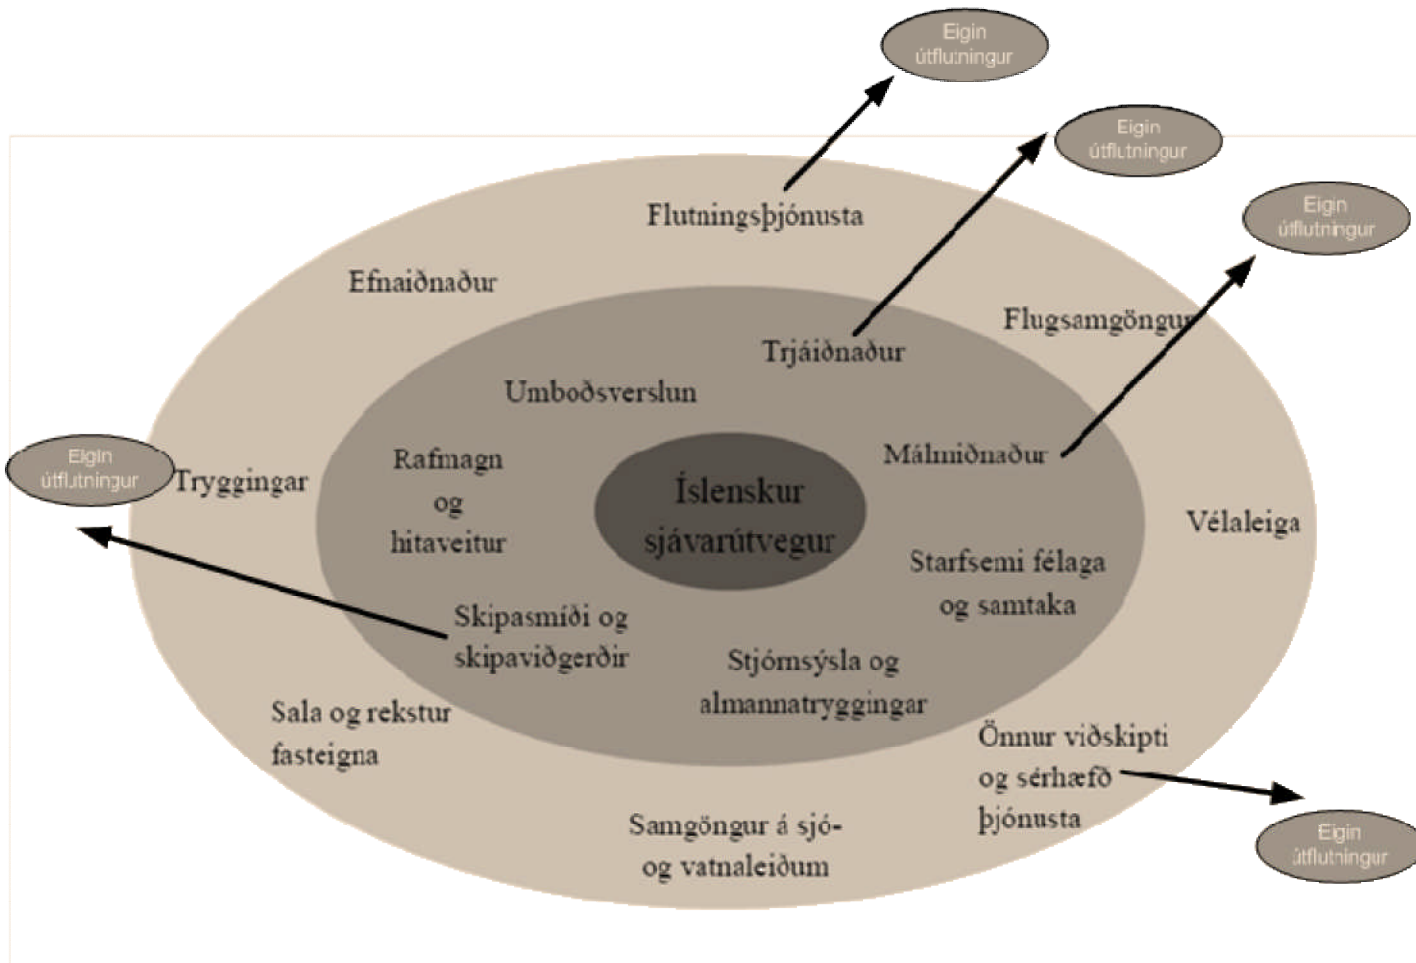 Eigin
útflutningur
Eigin
útflutningur
Eigin
útflutningur
Flutningsþjónusta
Efnaiðnaður
Flugsamgöngur
Trjáiðnaður
Umboðsverslun
Málmiðnaður
Eigin
útflutningur
Tryggingar
Rafmagn
og
hitaveitur
Íslenskur
sjávarútvegur
Vélaleiga
Starfsemi félaga
og samtaka
Skipasmíði og
skipaviðgerðir
Stjórnsýsla og
almannatryggingar
Sala og rekstur
fasteigna
Önnur viðskipti
og sérhæfð
þjónusta
Samgöngur á sjó-
og vatnaleiðum
Eigin
útflutningur